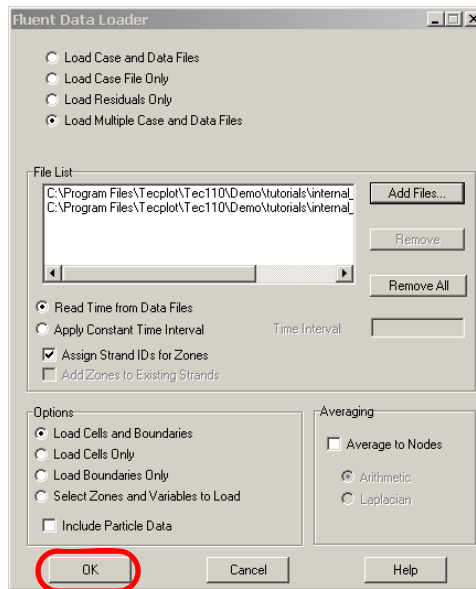 Fluent Data Loader
Load Case and Data Files
Load Case File Only
Load Residuals Only
Load Multiple Case and Data Files
File List
C:\Program Files\Tecplot\Tec110\Demo\tutorials\internal_
C:\Program Files\Tecplot\Tec110\Demo\tutorials\internal_
Add Files...
Remove
Remove All
Read Time from Data Files
Apply Constant Time Interval
Time Interval
Assign Strand IDs for Zones
Add Zones to Existing Strands
Options
Load Cells and Boundaries
Load Cells Only
Load Boundaries Only
Select Zones and Variables to Load
Include Particle Data
Averaging
Average to Nodes
Arithmetic
Laplacian
OK
Cancel
Help